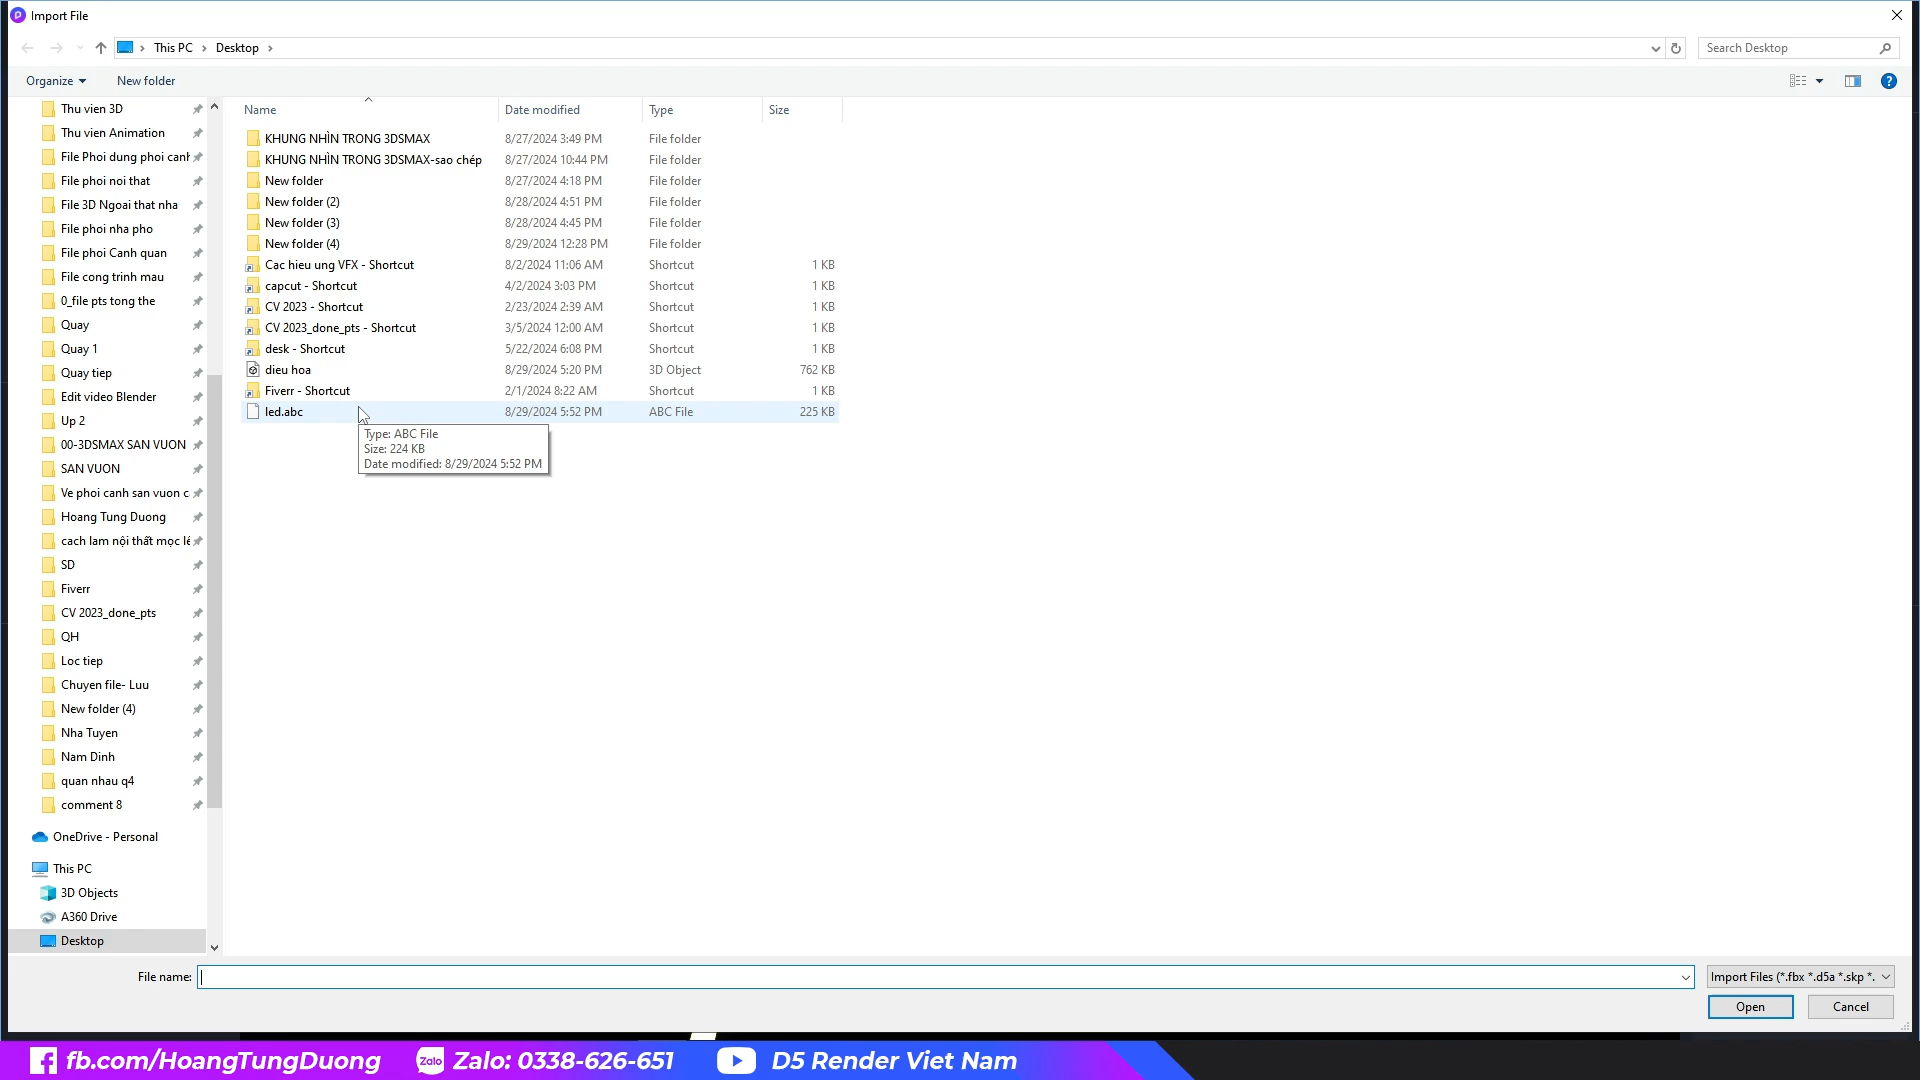 Import File
This PC
Desktop
Search Desktop
Organize
New folder
Thu vien 3D
Thu vien Animation
File Phoi dung phoi canh
File phoi noi that
File 3D Ngoai that nha
File phoi nha pho
File phoi Canh quan
File cong trinh mau
0_file pts tong the
Quay
Quay 1
Quay tiep
Edit video Blender
Up 2
00-3DSMAX SAN VUON
SAN VUON
Ve phoi canh san vuon c
Hoang Tung Duong
cach lam nội thất mọc lê
SD
Fiverr
CV 2023_done_pts
QH
Loc tiep
Chuyen file- Luu
New folder (4)
Nha Tuyen
Nam Dinh
quan nhau q4
comment 8
OneDrive - Personal
This PC
3D Objects
A360 Drive
Desktop
Name Date modified Type Size
KHUNG NHÌN TRONG 3DSMAX 8/27/2024 3:49 PM File folder
KHUNG NHÌN TRONG 3DSMAX-sao chép 8/27/2024 10:44 PM File folder
New folder 8/27/2024 4:18 PM File folder
New folder (2) 8/28/2024 4:51 PM File folder
New folder (3) 8/28/2024 4:45 PM File folder
New folder (4) 8/29/2024 12:28 PM File folder
Cac hieu ung VFX - Shortcut 8/2/2024 11:06 AM Shortcut 1 KB
capcut - Shortcut 4/2/2024 3:03 PM Shortcut 1 KB
CV 2023 - Shortcut 2/23/2024 2:39 AM Shortcut 1 KB
CV 2023_done_pts - Shortcut 3/5/2024 12:00 AM Shortcut 1 KB
desk - Shortcut 5/22/2024 6:08 PM Shortcut 1 KB
dieu hoa 8/29/2024 5:20 PM 3D Object 762 KB
Fiverr - Shortcut 2/1/2024 8:22 AM Shortcut 1 KB
led.abc 8/29/2024 5:52 PM ABC File 225 KB
Type: ABC File
Size: 224 KB
Date modified: 8/29/2024 5:52 PM
File name:
Import Files (*.fbx *.d5a *.skp *.
Open
Cancel
fb.com/HoangTungDuong Zalo Zalo: 0338-626-651 D5 Render Viet Nam